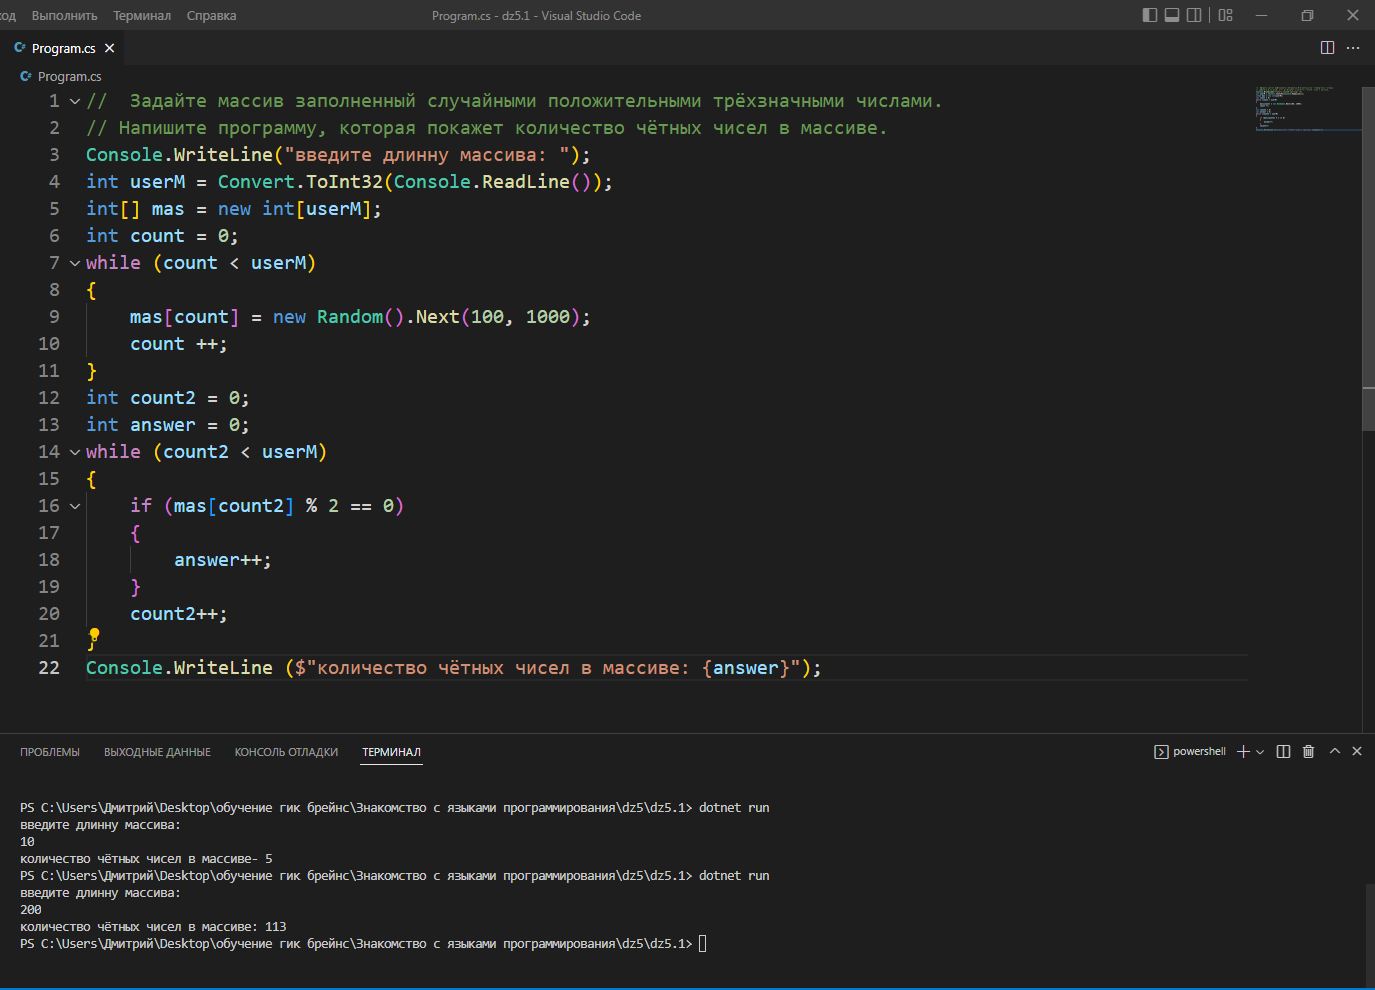 Выполнить Терминал Справка Program.cs - dz5.1 - Visual Studio Code
Program.cs
Program.cs
1 //  Задайте массив заполненный случайными положительными трёхзначными числами.
2 // Напишите программу, которая покажет количество чётных чисел в массиве.
3 Console.WriteLine("введите длинну массива: ");
4 int userM = Convert.ToInt32(Console.ReadLine());
5 int[] mas = new int[userM];
6 int count = 0;
7 while (count < userM)
8 {
9     mas[count] = new Random().Next(100, 1000);
10     count ++;
11 }
12 int count2 = 0;
13 int answer = 0;
14 while (count2 < userM)
15 {
16     if (mas[count2] % 2 == 0)
17     {
18         answer++;
19     }
20     count2++;
21 }
22 Console.WriteLine ($"количество чётных чисел в массиве: {answer}");
ПРОБЛЕМЫ ВЫХОДНЫЕ ДАННЫЕ КОНСОЛЬ ОТЛАДКИ ТЕРМИНАЛ powershell
PS C:\Users\Дмитрий\Desktop\обучение гик брейнс\Знакомство с языками программирования\dz5\dz5.1> dotnet run
введите длинну массива:
10
количество чётных чисел в массиве- 5
PS C:\Users\Дмитрий\Desktop\обучение гик брейнс\Знакомство с языками программирования\dz5\dz5.1> dotnet run
введите длинну массива:
200
количество чётных чисел в массиве: 113
PS C:\Users\Дмитрий\Desktop\обучение гик брейнс\Знакомство с языками программирования\dz5\dz5.1>